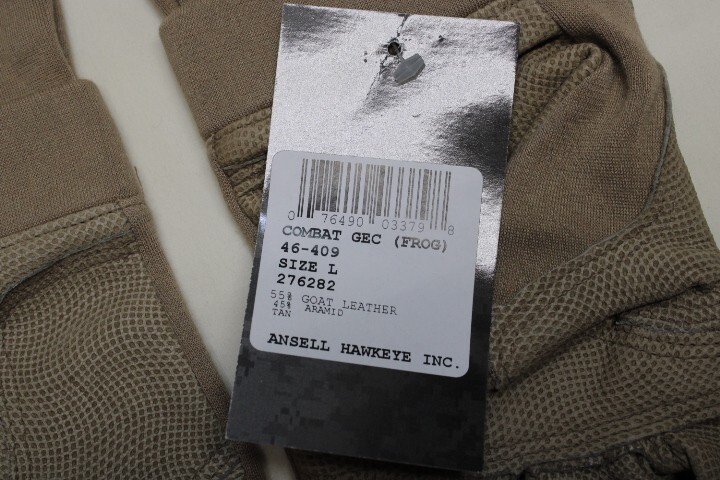 0 76490 03379 8
COMBAT GEC (FROG)
46-409
SIZE L
276282
55% GOAT LEATHER
45% ARAMID
TAN
ANSELL HAWKEYE INC.